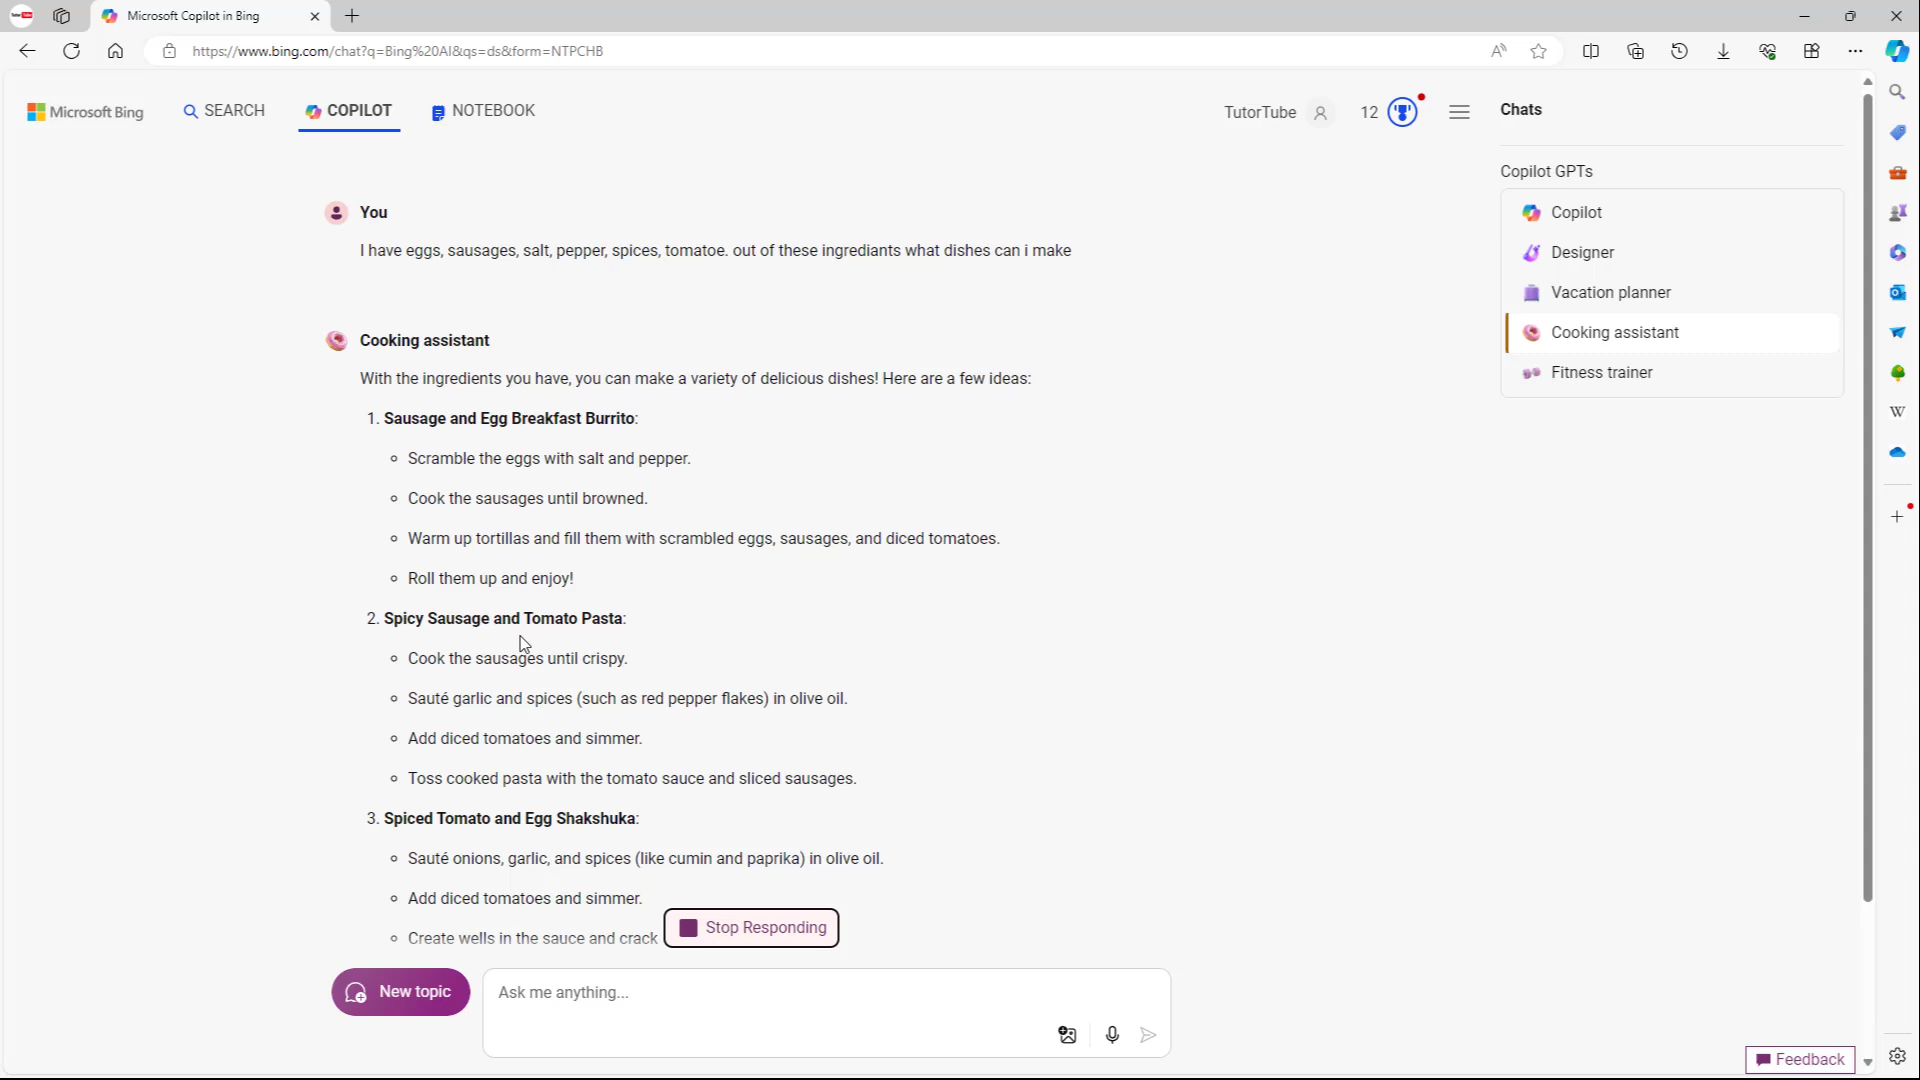 Microsoft Copilot in Bing
https://www.bing.com/chat?q=Bing%20AI&qs=ds&form=NTPCHB
Microsoft Bing
SEARCH
COPILOT
NOTEBOOK
TutorTube
12
Chats
Copilot GPTs
Copilot
Designer
Vacation planner
Cooking assistant
Fitness trainer
You
I have eggs, sausages, salt, pepper, spices, tomatoe. out of these ingrediants what dishes can i make
Cooking assistant
With the ingredients you have, you can make a variety of delicious dishes! Here are a few ideas:
1. Sausage and Egg Breakfast Burrito:
Scramble the eggs with salt and pepper.
Cook the sausages until browned.
Warm up tortillas and fill them with scrambled eggs, sausages, and diced tomatoes.
Roll them up and enjoy!
2. Spicy Sausage and Tomato Pasta:
Cook the sausages until crispy.
Sauté garlic and spices (such as red pepper flakes) in olive oil.
Add diced tomatoes and simmer.
Toss cooked pasta with the tomato sauce and sliced sausages.
3. Spiced Tomato and Egg Shakshuka:
Sauté onions, garlic, and spices (like cumin and paprika) in olive oil.
Add diced tomatoes and simmer.
Create wells in the sauce and crack
Stop Responding
New topic
Ask me anything...
Feedback
W